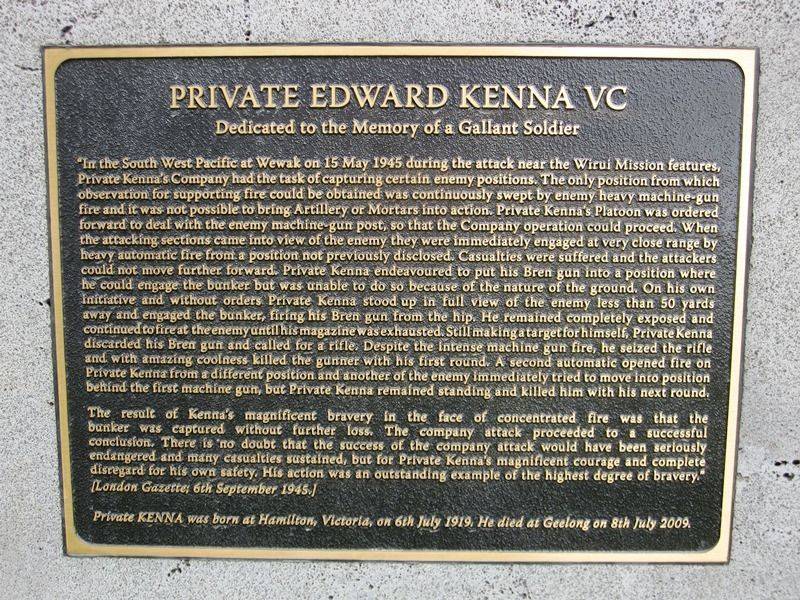 PRIVATE EDWARD KENNA VC
Dedicated to the Memory of a Gallant Soldier
"In the South West Pacific at Wewak on 15 May 1945 during the attack near the Wirui Mission features,
Private Kenna's Company had the task of capturing certain enemy positions. The only position from which
observation for supporting fire could be obtained was continuously swept by enemy heavy machine-gun
fire and it was not possible to bring Artillery or Mortars into action. Private Kenna's Platoon was ordered
forward to deal with the enemy machine-gun post, so that the Company operation could proceed. When
the attacking sections came into view of the enemy they were immediately engaged at very close range by
heavy automatic fire from a position not previously disclosed. Casualties were suffered and the attackers
could not move further forward. Private Kenna endeavoured to put his Bren gun into a position where
he could engage the bunker but was unable to do so because of the nature of the ground. On his own
initiative and without orders Private Kenna stood up in full view of the enemy less than 50 yards
away and engaged the bunker, firing his Bren gun from the hip. He remained completely exposed and
continued to fire at the enemy until his magazine was exhausted. Still making a target for himself, Private Kenna
discarded his Bren gun and called for a rifle. Despite the intense machine gun fire, he seized the rifle
and with amazing coolness killed the gunner with his first round. A second automatic opened fire on
Private Kenna from a different position and another of the enemy immediately tried to move into position
behind the first machine gun, but Private Kenna remained standing and killed him with his next round.
The result of Kenna's magnificent bravery in the face of concentrated fire was that the
bunker was captured without further loss. The company attack proceeded to a successful
conclusion. There is no doubt that the success of the company attack would have been seriously
endangered and many casualties sustained, but for Private Kenna's magnificent courage and complete
disregard for his own safety. His action was an outstanding example of the highest degree of bravery."
[London Gazette; 6th September 1945.]
Private KENNA was born at Hamilton, Victoria, on 6th July 1919. He died at Geelong on 8th July 2009.